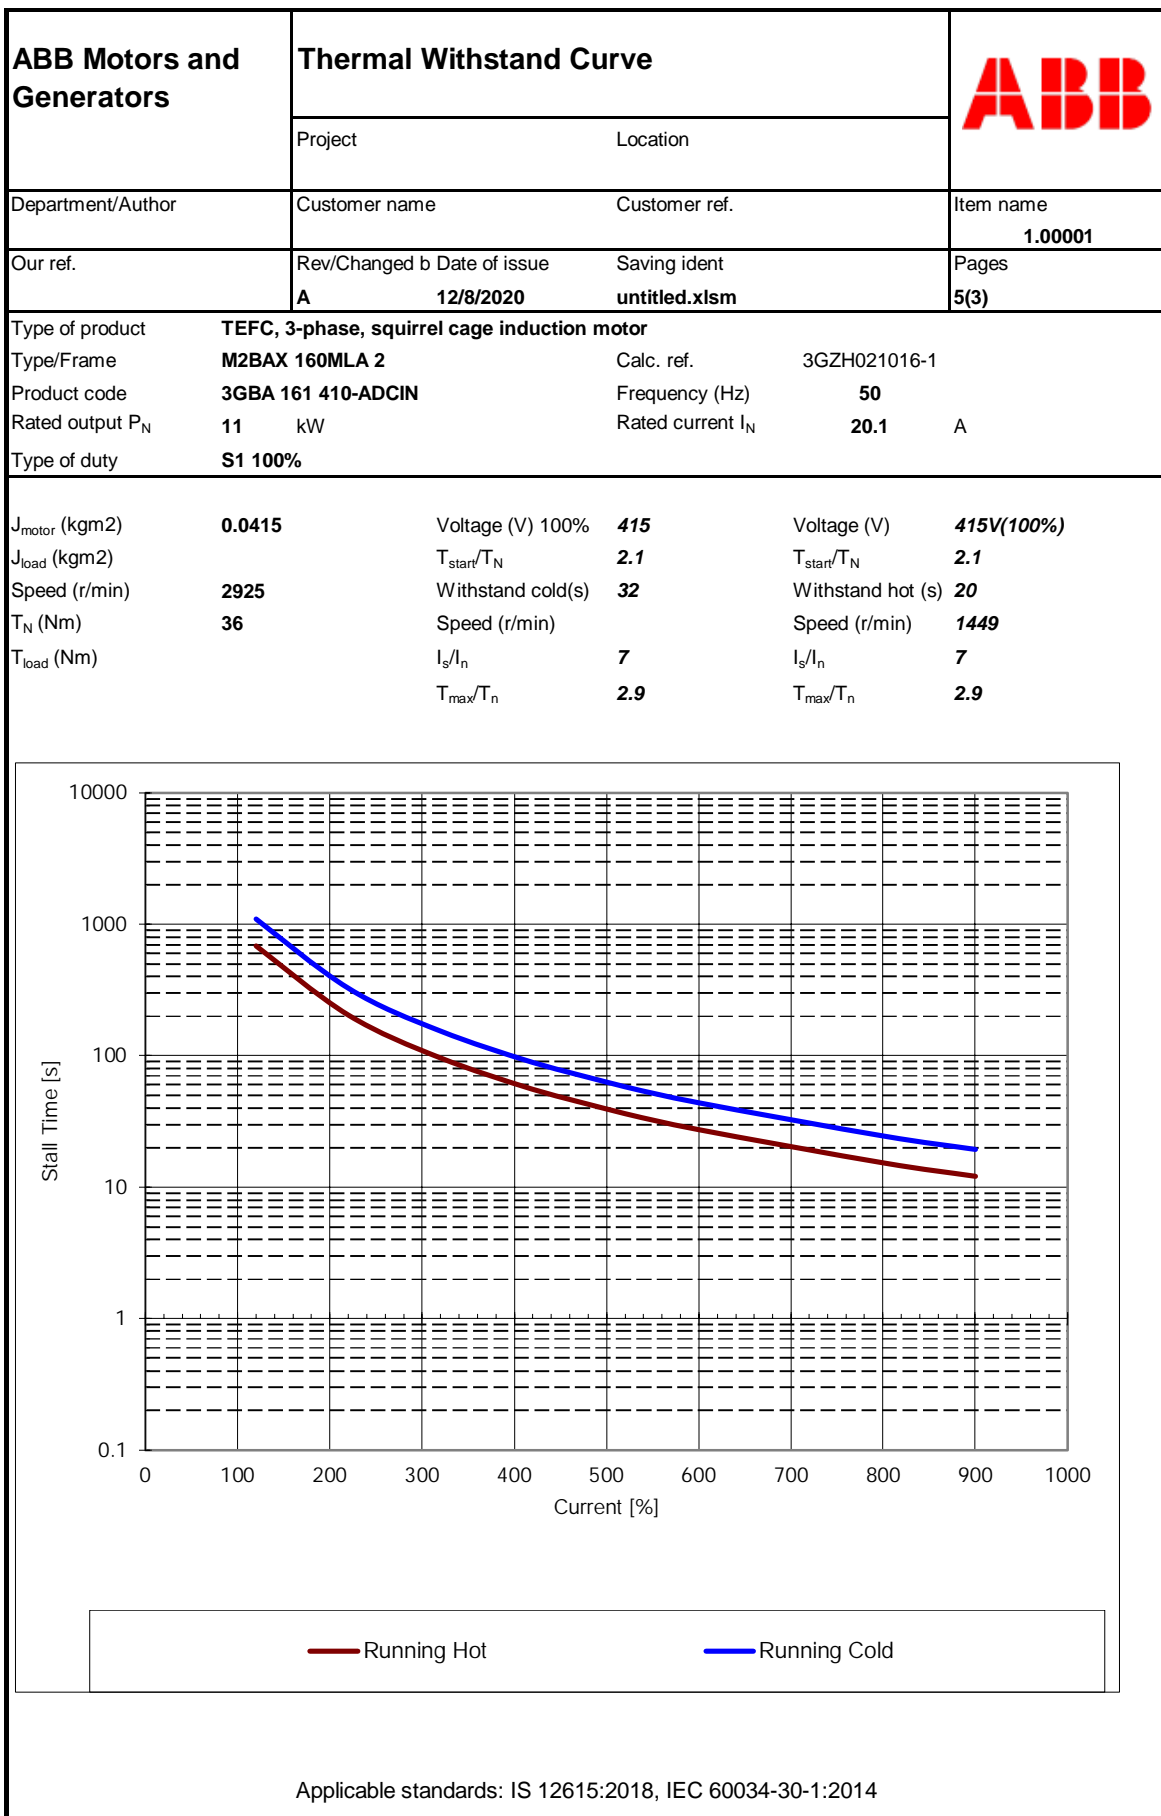 ABB Motors and
Generators
Thermal Withstand Curve
ABB
Project Location
Department/Author Customer name Customer ref. Item name
1.00001
Our ref. Rev/Changed b Date of issue Saving ident Pages
A 12/8/2020 untitled.xlsm 5(3)
Type of product TEFC, 3-phase, squirrel cage induction motor
Type/Frame M2BAX 160MLA 2 Calc. ref. 3GZH021016-1
Product code 3GBA 161 410-ADCIN Frequency (Hz) 50
Rated output PN 11 kW Rated current IN 20.1 A
Type of duty S1 100%
Jmotor (kgm2) 0.0415 Voltage (V) 100% 415 Voltage (V) 415V(100%)
Jload (kgm2) Tstart/TN 2.1 Tstart/TN 2.1
Speed (r/min) 2925 Withstand cold(s) 32 Withstand hot (s) 20
TN (Nm) 36 Speed (r/min) Speed (r/min) 1449
Tload (Nm) Is/In 7 Is/In 7
Tmax/Tn 2.9 Tmax/Tn 2.9
10000
1000
100
10
1
0.1
Stall Time [s]
0 100 200 300 400 500 600 700 800 900 1000
Current [%]
Running Hot Running Cold
Applicable standards: IS 12615:2018, IEC 60034-30-1:2014